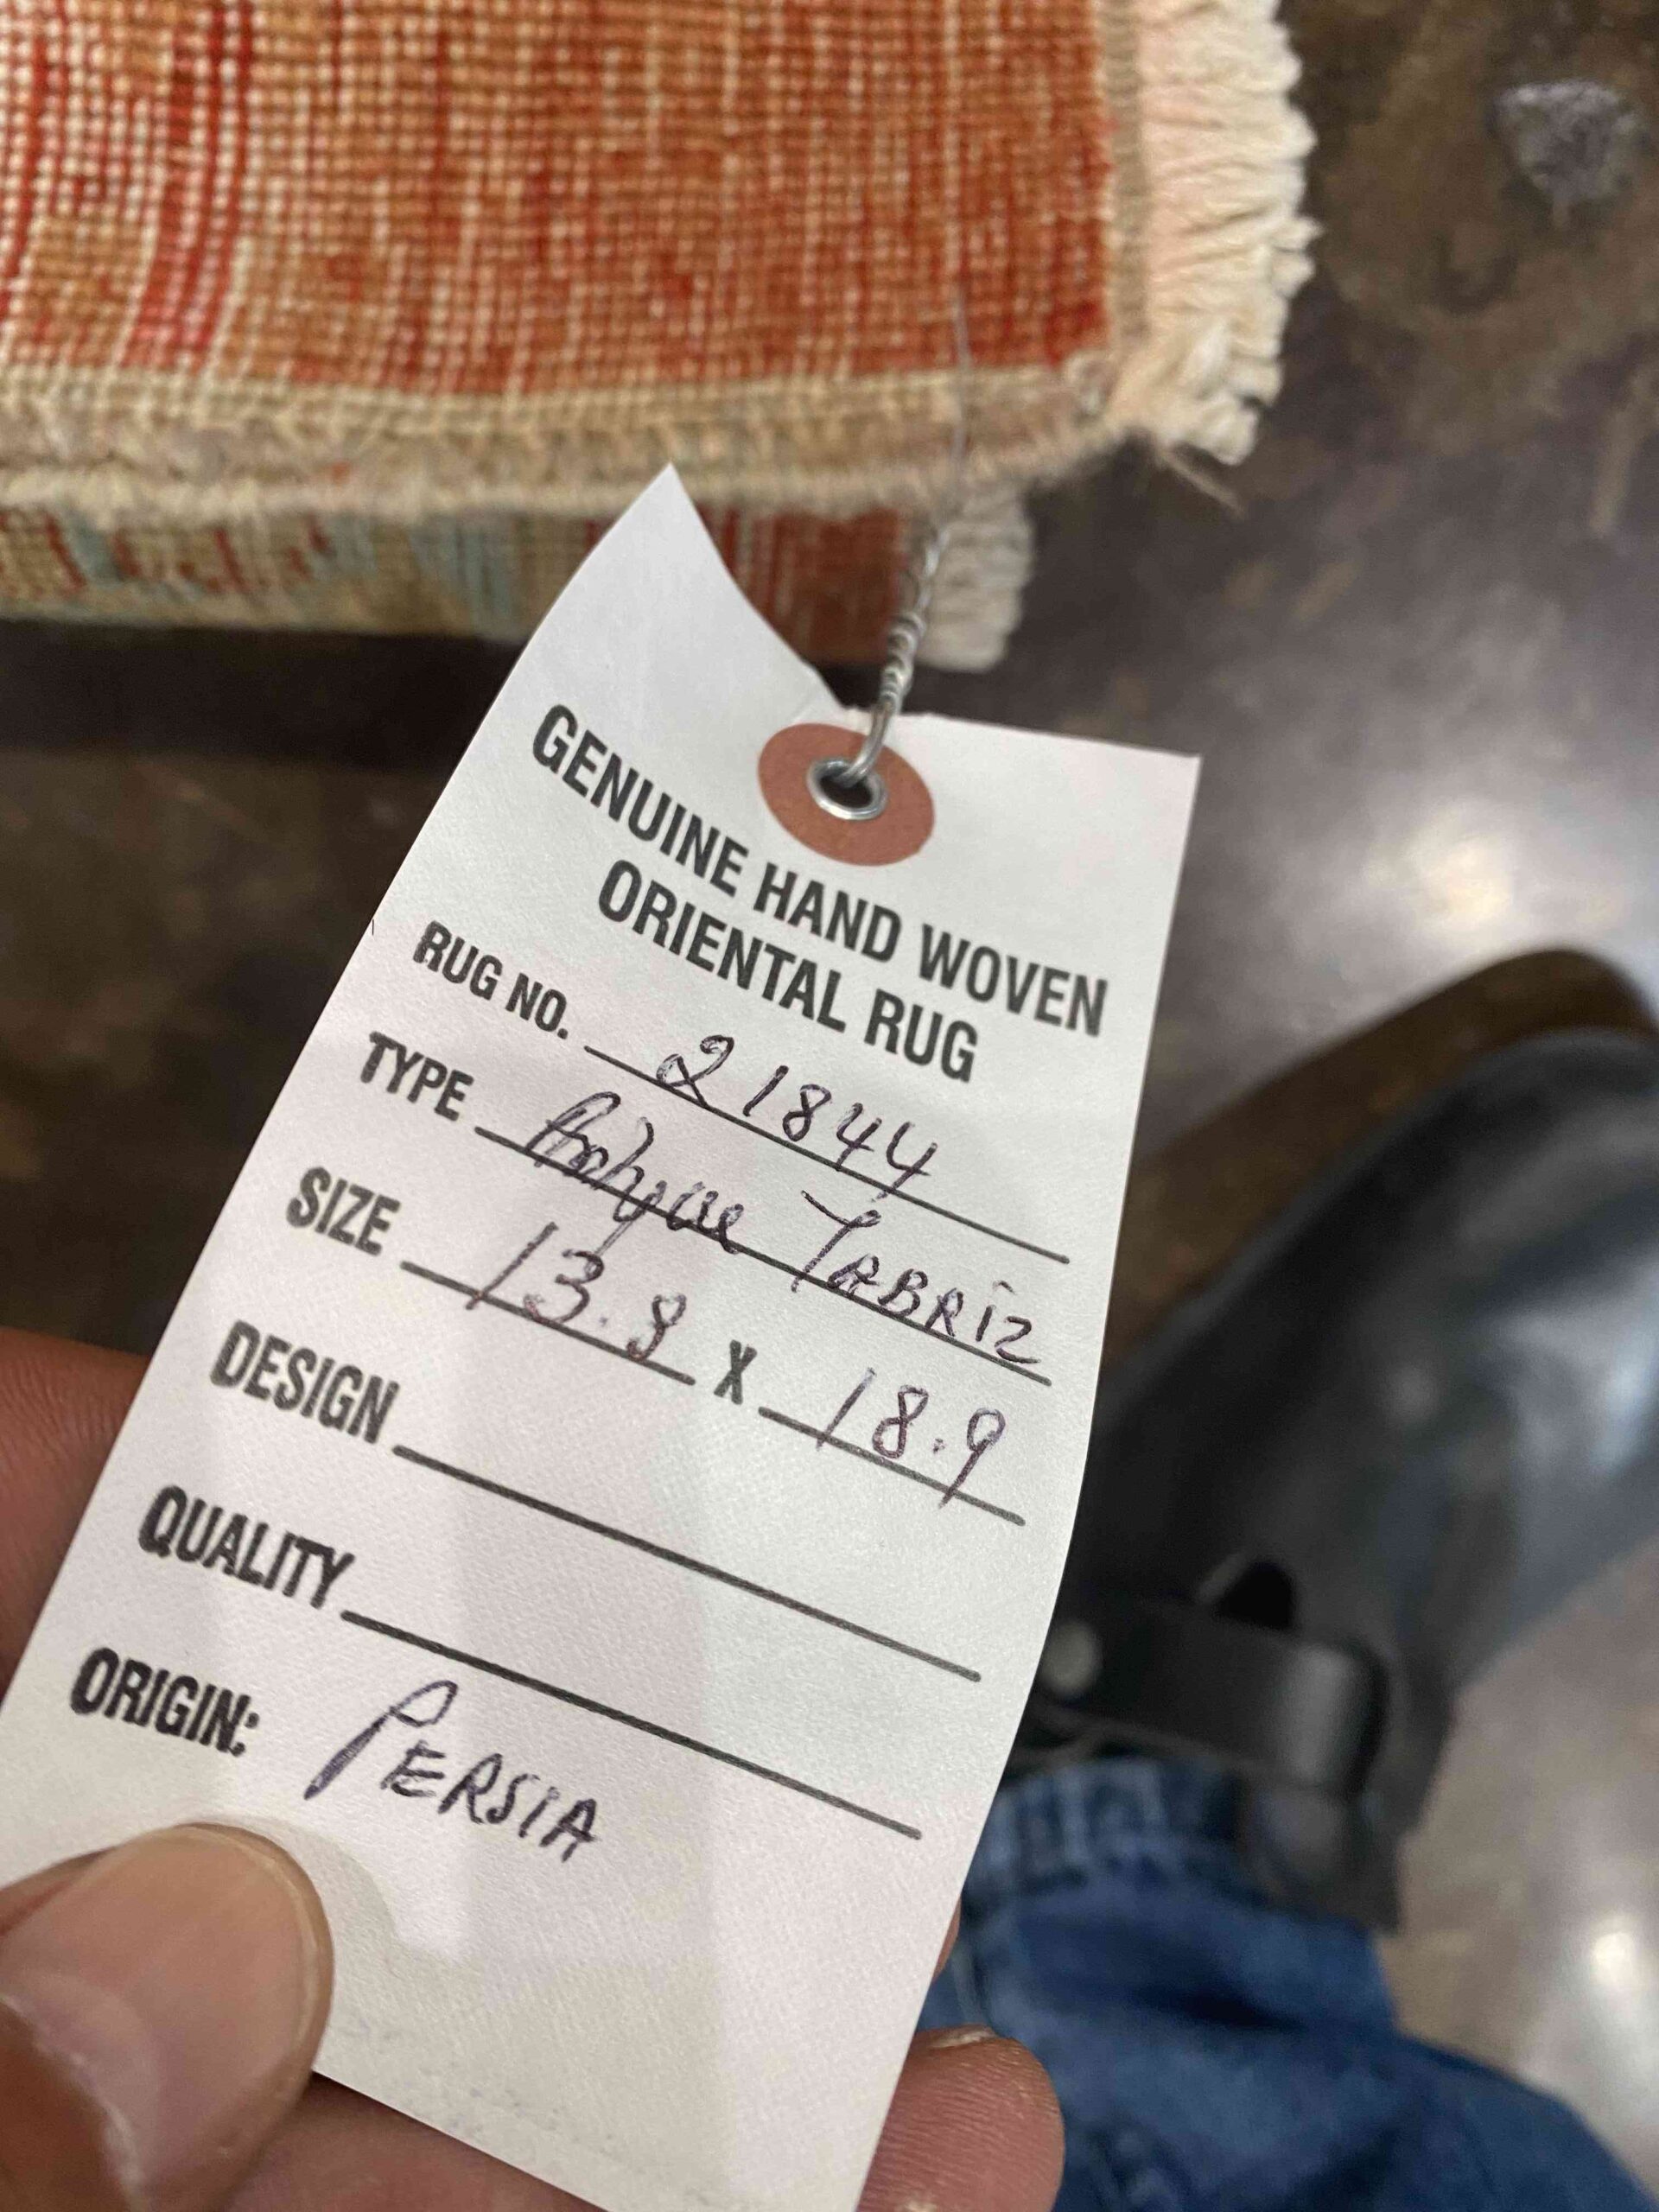 GENUINE HAND WOVEN
ORIENTAL RUG
RUG NO. 21844
TYPE Antique TABRIZ
SIZE 13.8 X 18.9
DESIGN
QUALITY
ORIGIN: PERSIA